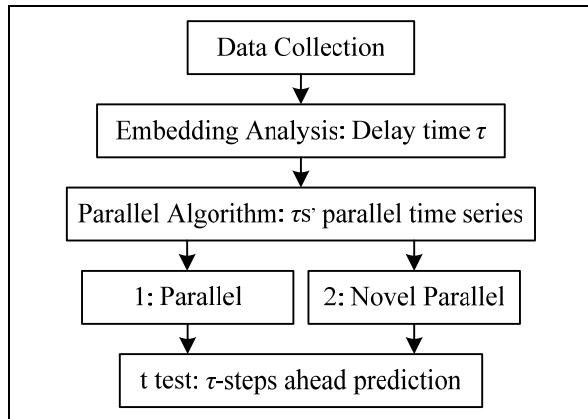 Data Collection
Embedding Analysis: Delay time τ
Parallel Algorithm: τs' parallel time series
1: Parallel
2: Novel Parallel
t test: τ-steps ahead prediction